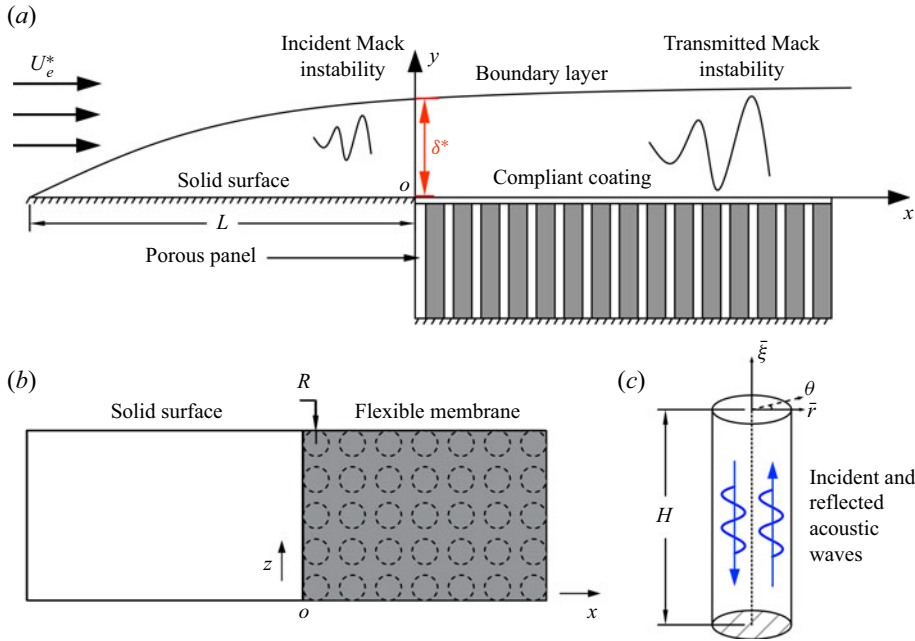 (a)
U*e
Incident Mack
instability
y
Boundary layer
Transmitted Mack
instability
δ*
Solid surface
o
Compliant coating
x
L
Porous panel
(b)
R
Solid surface
Flexible membrane
z
o
x
(c)
ξ̄
θ
r̄
H
Incident and
reflected
acoustic
waves